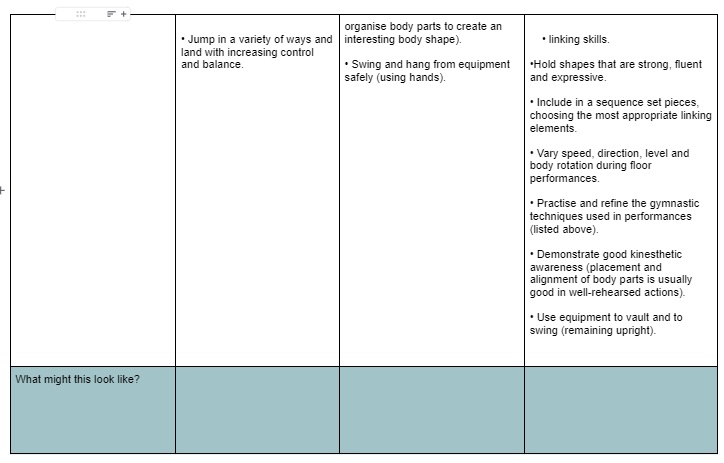 • Jump in a variety of ways and
land with increasing control
and balance.
organise body parts to create an
interesting body shape).
• Swing and hang from equipment
safely (using hands).
• linking skills.
•Hold shapes that are strong, fluent
and expressive.
• Include in a sequence set pieces,
choosing the most appropriate linking
elements.
• Vary speed, direction, level and
body rotation during floor
performances.
• Practise and refine the gymnastic
techniques used in performances
(listed above).
• Demonstrate good kinesthetic
awareness (placement and
alignment of body parts is usually
good in well-rehearsed actions).
• Use equipment to vault and to
swing (remaining upright).
What might this look like?